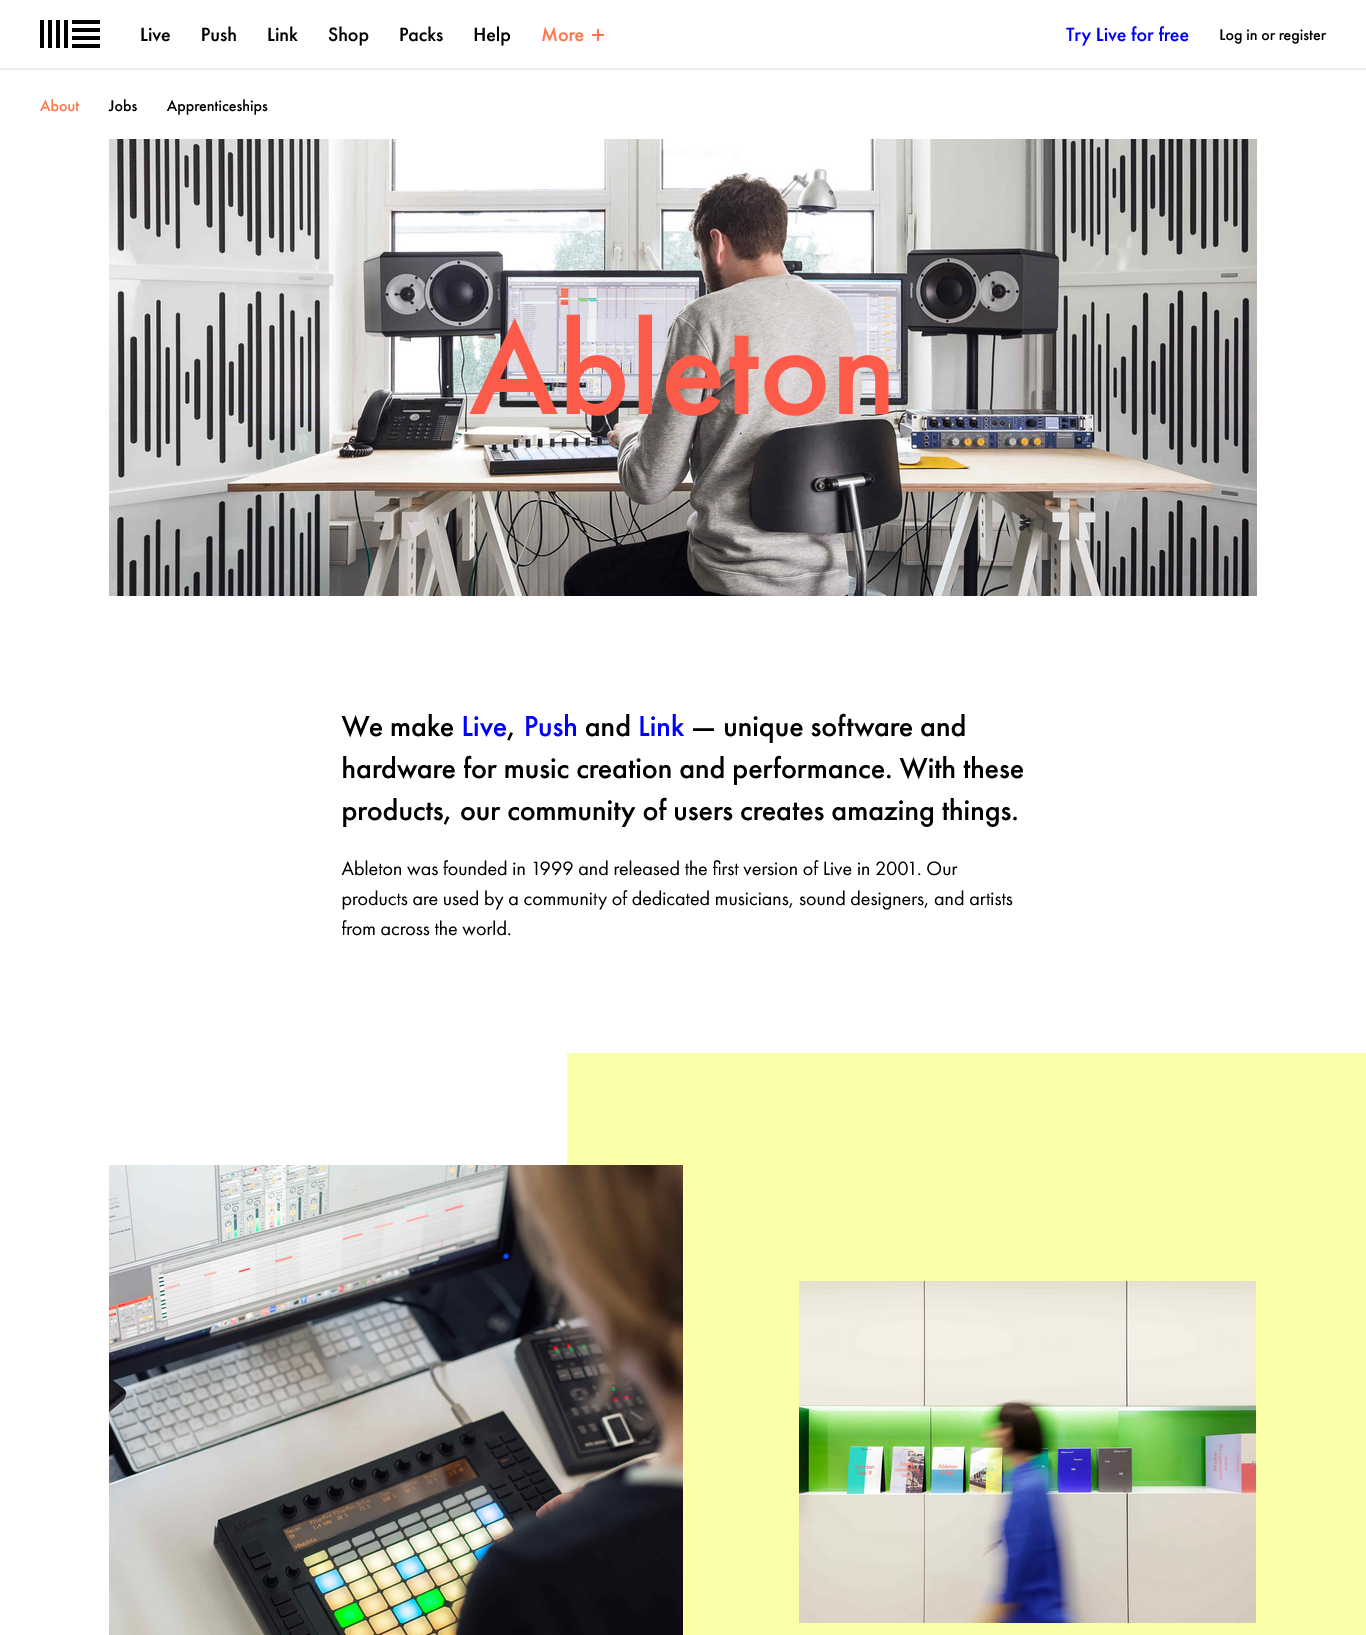 Live Push Link Shop Packs Help More + Try Live for free Log in or register
About Jobs Apprenticeships
Ableton
We make Live, Push and Link — unique software and
hardware for music creation and performance. With these
products, our community of users creates amazing things.
Ableton was founded in 1999 and released the first version of Live in 2001. Our
products are used by a community of dedicated musicians, sound designers, and artists
from across the world.